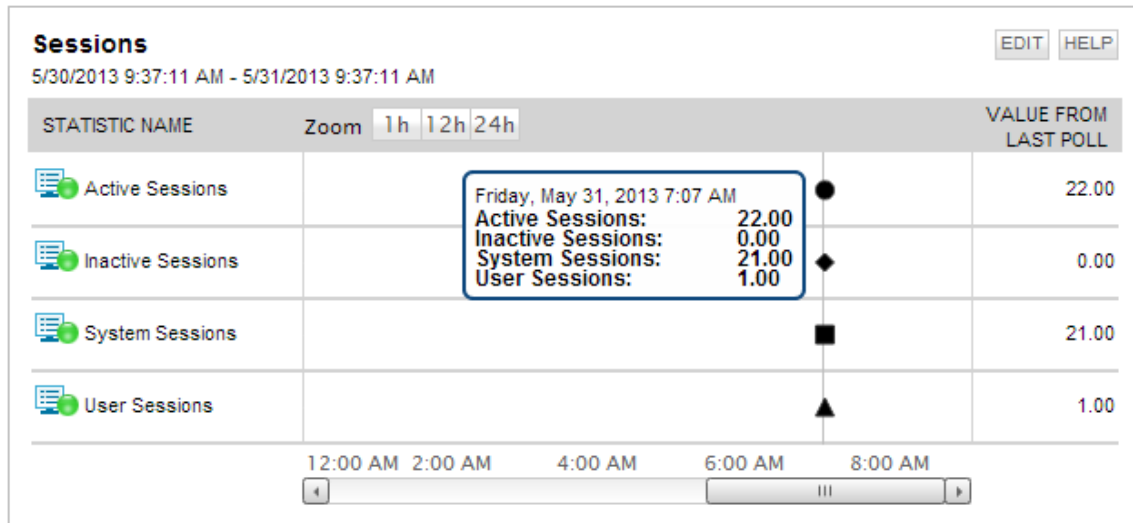 Sessions
EDIT HELP
5/30/2013 9:37:11 AM - 5/31/2013 9:37:11 AM
STATISTIC NAME Zoom 1h 12h 24h VALUE FROM
LAST POLL
Active Sessions 22.00
Friday, May 31, 2013 7:07 AM
Active Sessions: 22.00
Inactive Sessions: 0.00
System Sessions: 21.00
User Sessions: 1.00
Inactive Sessions 0.00
System Sessions 21.00
User Sessions 1.00
12:00 AM 2:00 AM 4:00 AM 6:00 AM 8:00 AM